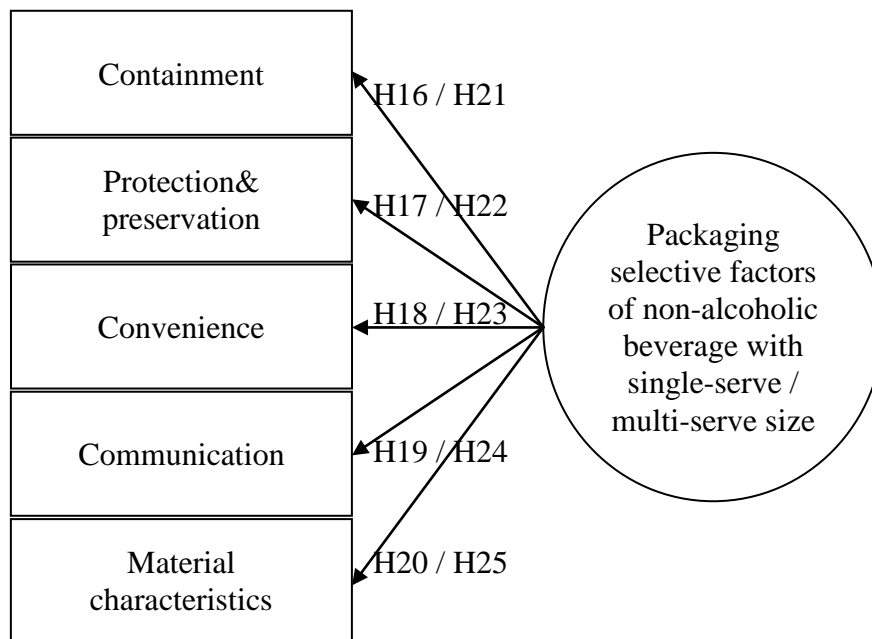 Containment
H16 / H21
Protection&
preservation
H17 / H22
Convenience
H18 / H23
Communication
H19 / H24
Material
characteristics
H20 / H25
Packaging
selective factors
of non-alcoholic
beverage with
single-serve /
multi-serve size